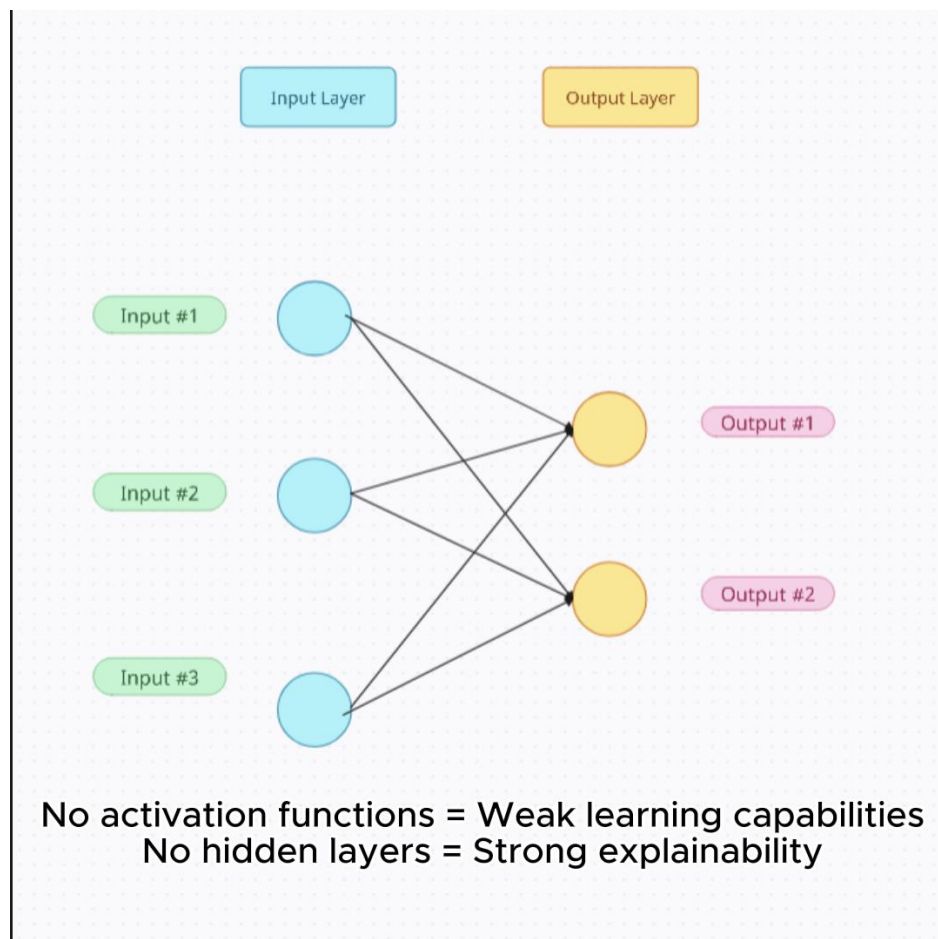 Input Layer
Output Layer
Input #1
Output #1
Input #2
Output #2
Input #3
No activation functions = Weak learning capabilities
No hidden layers = Strong explainability